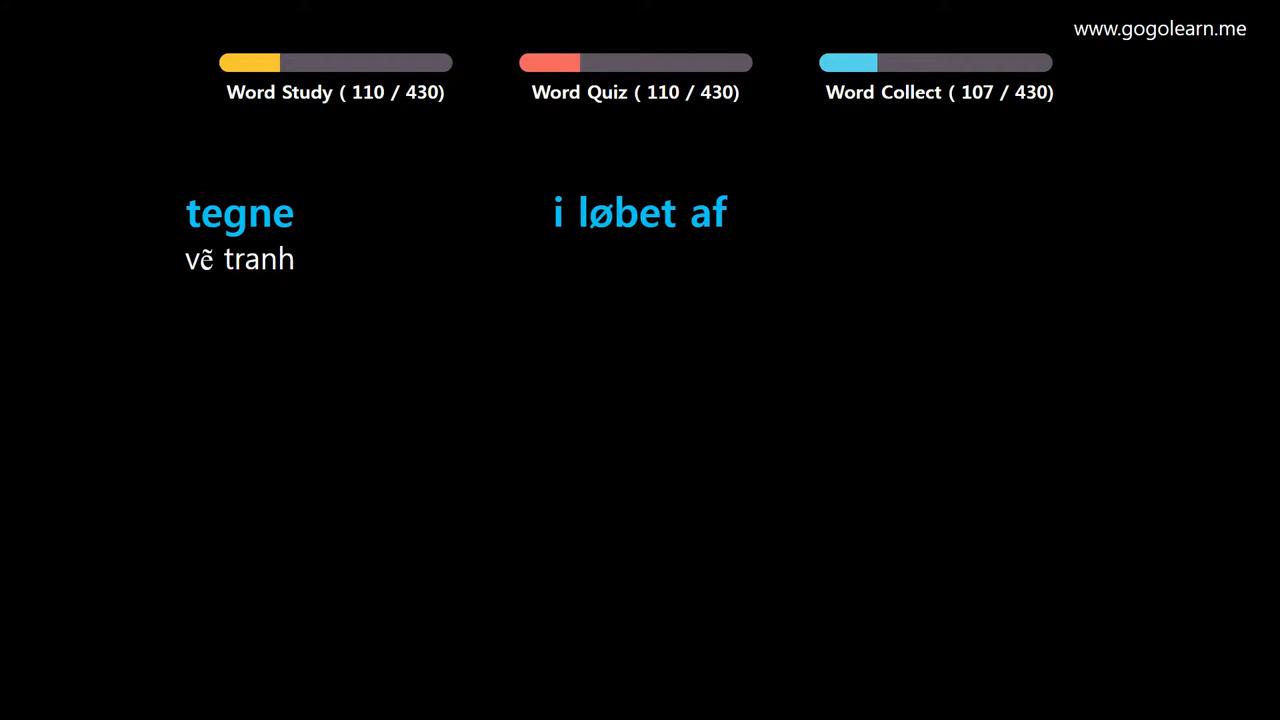 www.gogolearn.me
Word Study ( 110 / 430)
Word Quiz ( 110 / 430)
Word Collect ( 107 / 430)
tegne
i løbet af
vẽ tranh